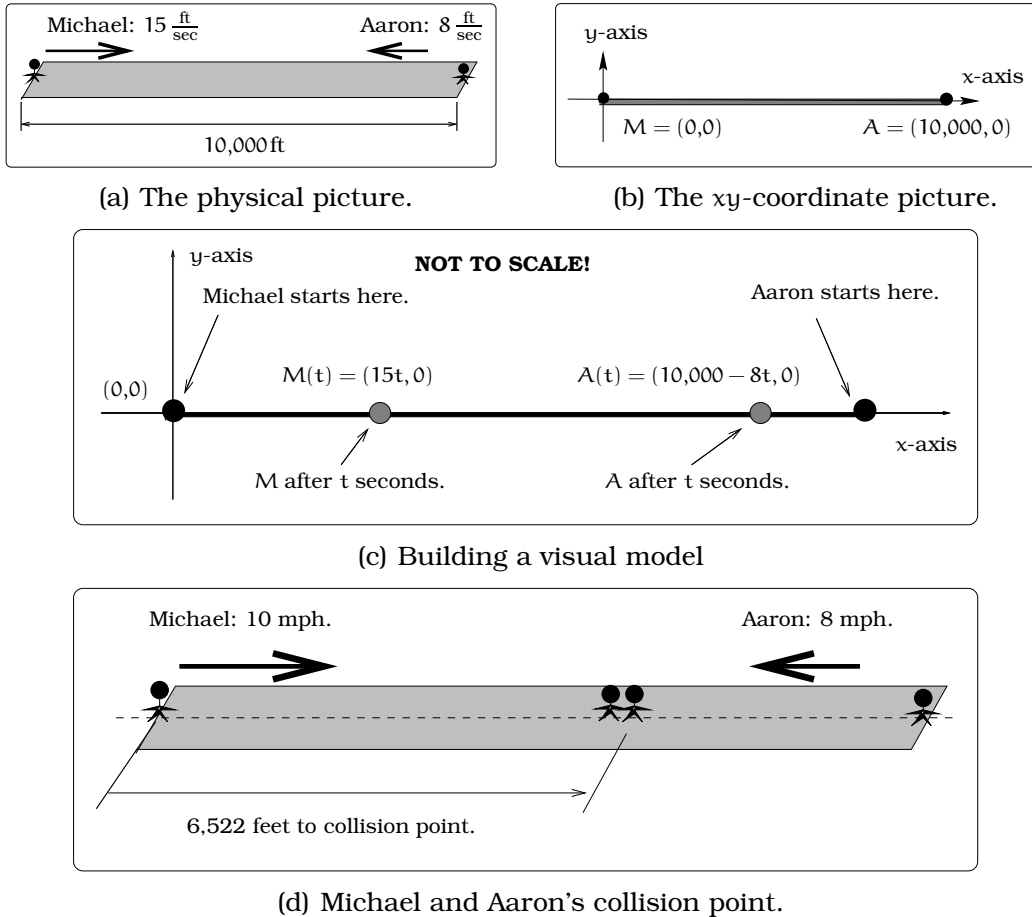 Michael: 15 ft/sec
Aaron: 8 ft/sec
10,000 ft
(a) The physical picture.
y-axis
x-axis
M = (0,0)
A = (10,000, 0)
(b) The xy-coordinate picture.
y-axis
NOT TO SCALE!
Michael starts here.
Aaron starts here.
(0,0)
M(t) = (15t, 0)
A(t) = (10,000 − 8t, 0)
x-axis
M after t seconds.
A after t seconds.
(c) Building a visual model
Michael: 10 mph.
Aaron: 8 mph.
6,522 feet to collision point.
(d) Michael and Aaron's collision point.